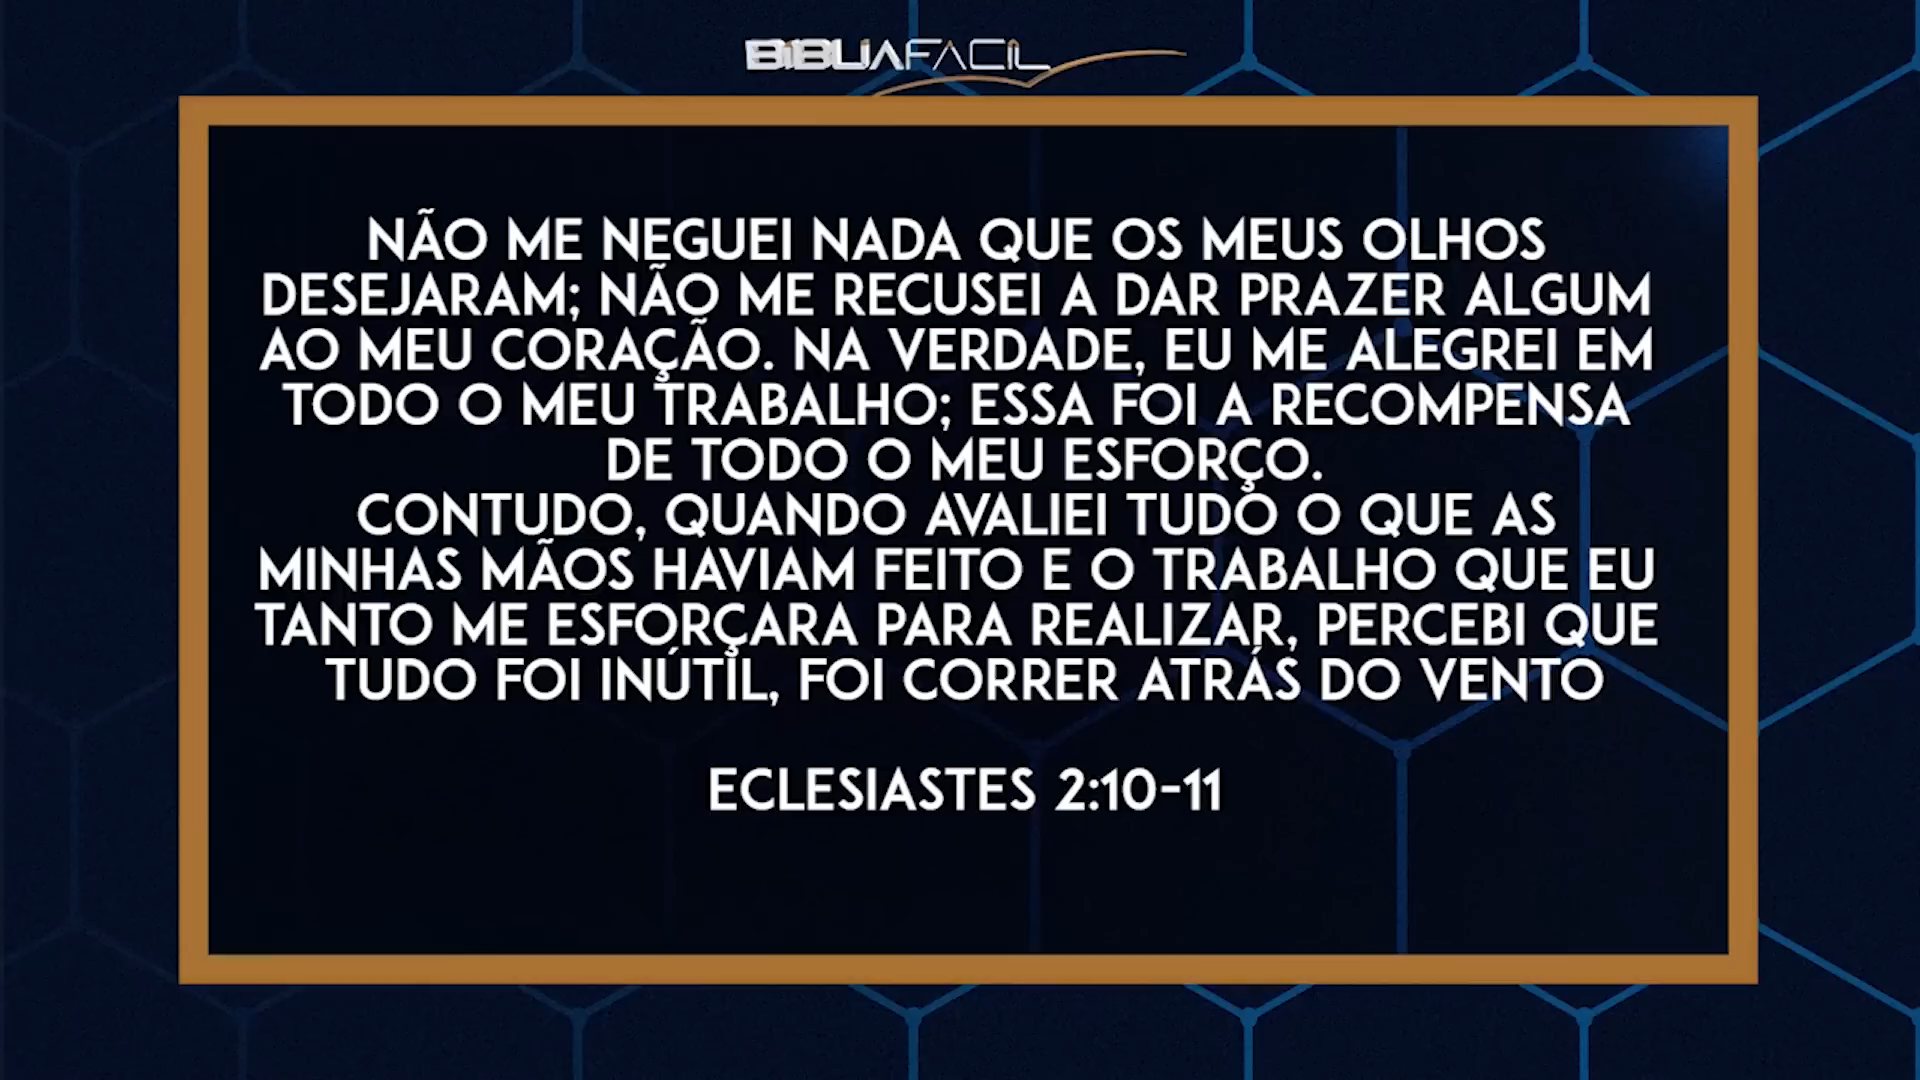 BIBLIAFACIL
NÃO ME NEGUEI NADA QUE OS MEUS OLHOS
DESEJARAM; NÃO ME RECUSEI A DAR PRAZER ALGUM
AO MEU CORAÇÃO. NA VERDADE, EU ME ALEGREI EM
TODO O MEU TRABALHO; ESSA FOI A RECOMPENSA
DE TODO O MEU ESFORÇO.
CONTUDO, QUANDO AVALIEI TUDO O QUE AS
MINHAS MÃOS HAVIAM FEITO E O TRABALHO QUE EU
TANTO ME ESFORÇARA PARA REALIZAR, PERCEBI QUE
TUDO FOI INÚTIL, FOI CORRER ATRÁS DO VENTO
ECLESIASTES 2:10-11